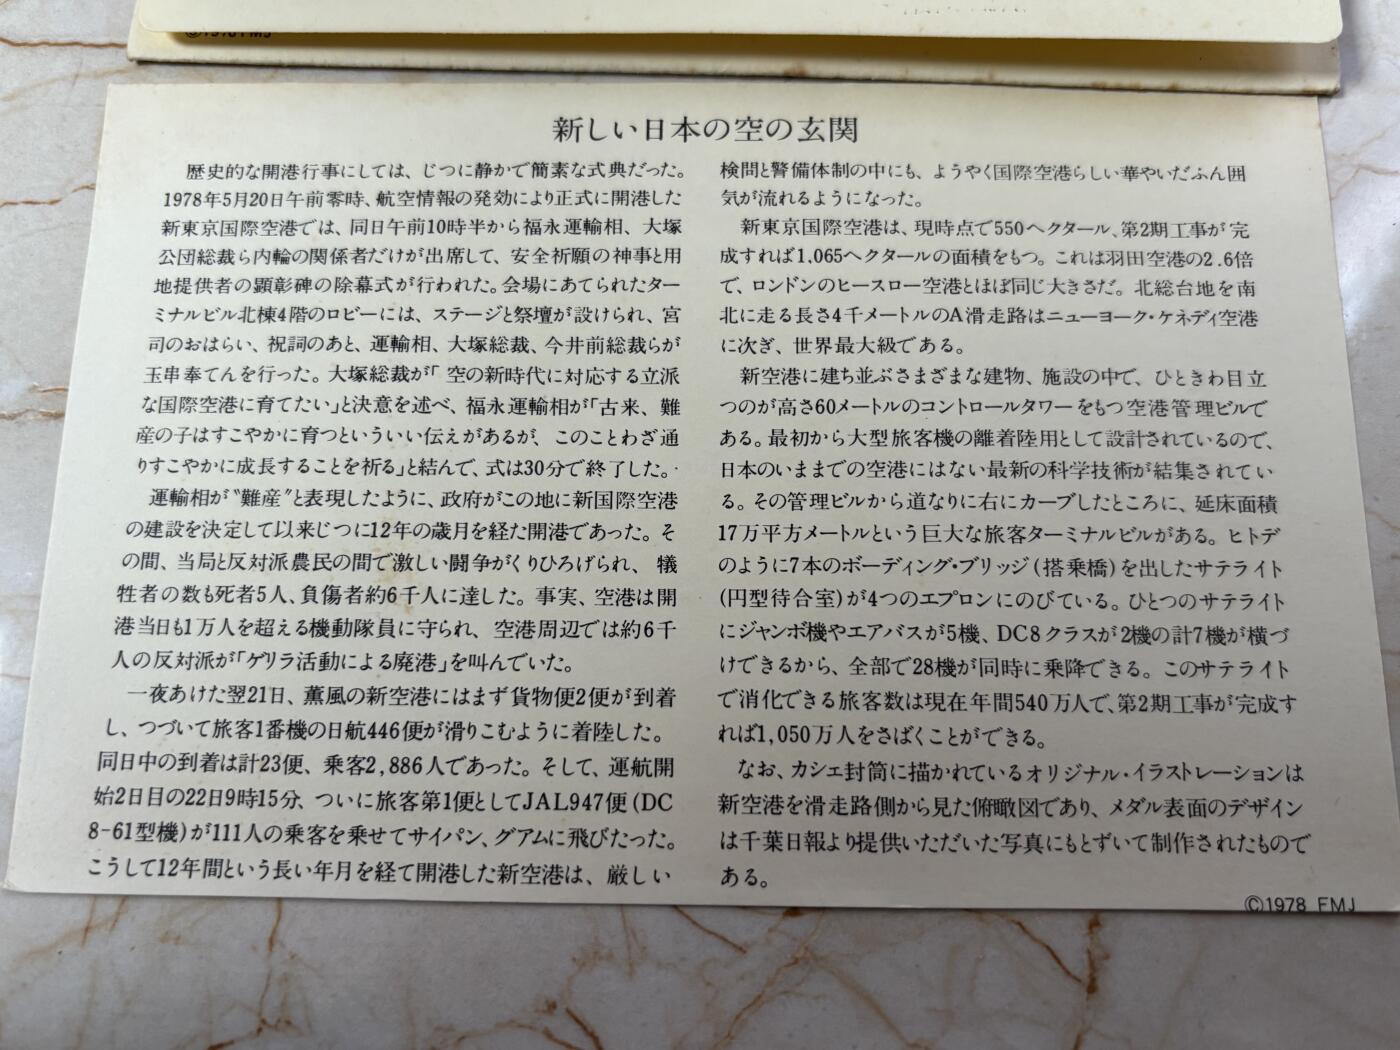 ©1978 FMJ
新しい日本の空の玄関
歴史的な開港行事にしては、じつに静かで簡素な式典だった。
1978年5月20日午前零時、航空情報の発効により正式に開港した
新東京国際空港では、同日午前10時半から福永運輸相、大塚
公団総裁ら内輪の関係者だけが出席して、安全祈願の神事と用
地提供者の顕彰碑の除幕式が行われた。会場にあてられたター
ミナルビル北棟4階のロビーには、ステージと祭壇が設けられ、宮
司のおはらい、祝詞のあと、運輸相、大塚総裁、今井前総裁らが
玉串奉てんを行った。大塚総裁が「空の新時代に対応する立派
な国際空港に育てたい」と決意を述べ、福永運輸相が「古来、難
産の子はすこやかに育つといういい伝えがあるが、このことわざ通
りすこやかに成長することを祈る」と結んで、式は30分で終了した。
運輸相が〝難産〞と表現したように、政府がこの地に新国際空港
の建設を決定して以来じつに12年の歳月を経た開港であった。そ
の間、当局と反対派農民の間で激しい闘争がくりひろげられ、犠
牲者の数も死者5人、負傷者約6千人に達した。事実、空港は開
港当日も1万人を超える機動隊員に守られ、空港周辺では約6千
人の反対派が「ゲリラ活動による廃港」を叫んでいた。
一夜あけた翌21日、薫風の新空港にはまず貨物便2便が到着
し、つづいて旅客1番機の日航446便が滑りこむように着陸した。
同日中の到着は計23便、乗客2,886人であった。そして、運航開
始2日目の22日9時15分、ついに旅客第1便としてJAL947便(DC
8-61型機)が111人の乗客を乗せてサイパン、グアムに飛びたった。
こうして12年間という長い年月を経て開港した新空港は、厳しい
検問と警備体制の中にも、ようやく国際空港らしい華やいだふん囲
気が流れるようになった。
新東京国際空港は、現時点で550ヘクタール、第2期工事が完
成すれば1,065ヘクタールの面積をもつ。これは羽田空港の2.6倍
で、ロンドンのヒースロー空港とほぼ同じ大きさだ。北総台地を南
北に走る長さ4千メートルのA滑走路はニューヨーク・ケネディ空港
に次ぎ、世界最大級である。
新空港に建ち並ぶさまざまな建物、施設の中で、ひときわ目立
つのが高さ60メートルのコントロールタワーをもつ空港管理ビルで
ある。最初から大型旅客機の離着陸用として設計されているので、
日本のいままでの空港にはない最新の科学技術が結集されてい
る。その管理ビルから道なりに右にカーブしたところに、延床面積
17万平方メートルという巨大な旅客ターミナルビルがある。ヒトデ
のように7本のボーディング・ブリッジ(搭乗橋)を出したサテライト
(円型待合室)が4つのエプロンにのびている。ひとつのサテライト
にジャンボ機やエアバスが5機、DC8クラスが2機の計7機が横づ
けできるから、全部で28機が同時に乗降できる。このサテライト
で消化できる旅客数は現在年間540万人で、第2期工事が完成す
れば1,050万人をさばくことができる。
なお、カシェ封筒に描かれているオリジナル・イラストレーションは
新空港を滑走路側から見た俯瞰図であり、メダル表面のデザイン
は千葉日報より提供いただいた写真にもとずいて制作されたもので
ある。
©1978 FMJ